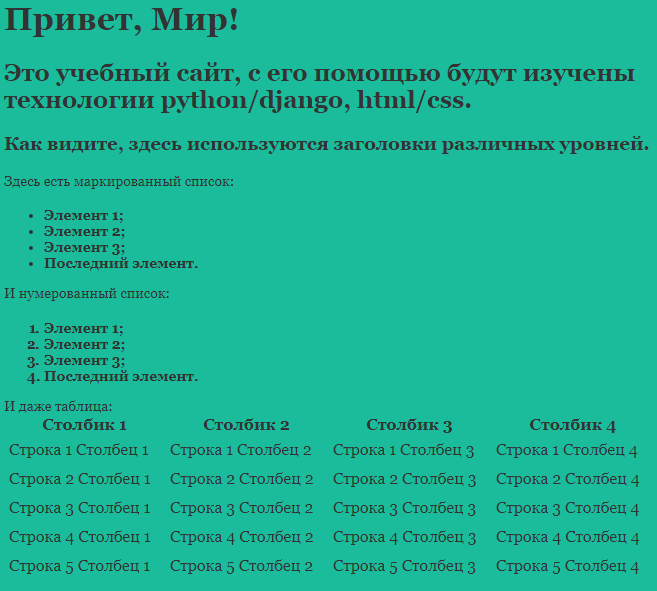 Привет, Мир!
Это учебный сайт, с его помощью будут изучены
технологии python/django, html/css.
Как видите, здесь используются заголовки различных уровней.
Здесь есть маркированный список:
• Элемент 1;
• Элемент 2;
• Элемент 3;
• Последний элемент.
И нумерованный список:
1. Элемент 1;
2. Элемент 2;
3. Элемент 3;
4. Последний элемент.
И даже таблица:
Столбик 1 Столбик 2 Столбик 3 Столбик 4
Строка 1 Столбец 1 Строка 1 Столбец 2 Строка 1 Столбец 3 Строка 1 Столбец 4
Строка 2 Столбец 1 Строка 2 Столбец 2 Строка 2 Столбец 3 Строка 2 Столбец 4
Строка 3 Столбец 1 Строка 3 Столбец 2 Строка 3 Столбец 3 Строка 3 Столбец 4
Строка 4 Столбец 1 Строка 4 Столбец 2 Строка 4 Столбец 3 Строка 4 Столбец 4
Строка 5 Столбец 1 Строка 5 Столбец 2 Строка 5 Столбец 3 Строка 5 Столбец 4